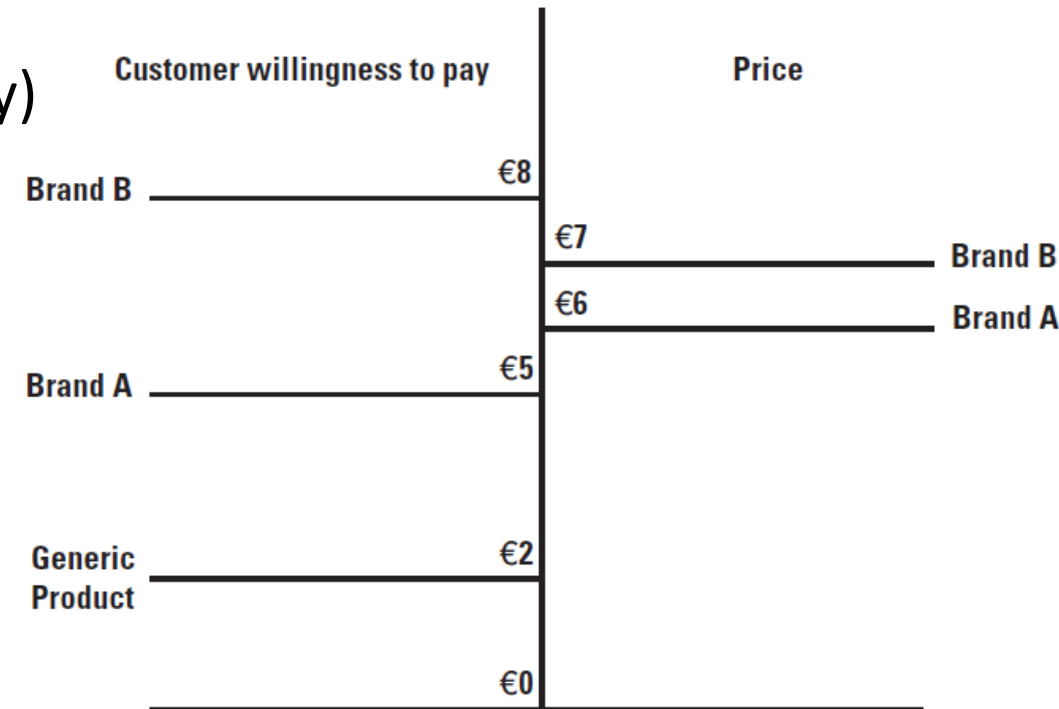 y)
Customer willingness to pay
Price
€8
Brand B
€7
Brand B
€6
Brand A
€5
Brand A
€2
Generic
Product
€0